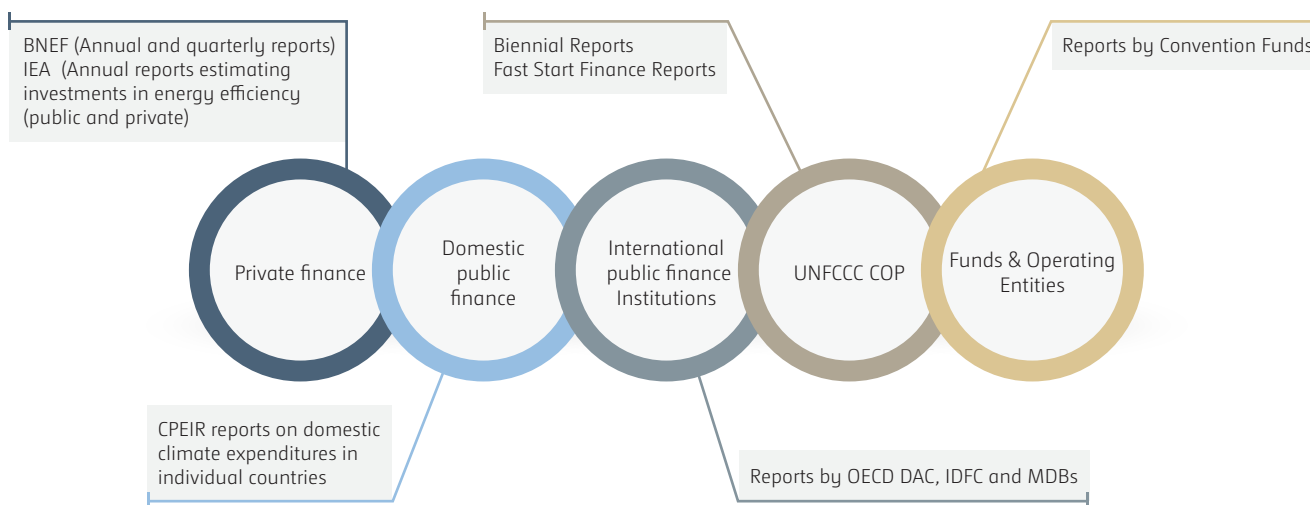 BNEF (Annual and quarterly reports)
IEA (Annual reports estimating
investments in energy efficiency
(public and private)
Biennial Reports
Fast Start Finance Reports
Reports by Convention Funds
Private finance
Domestic
public
finance
International
public finance
Institutions
UNFCCC COP
Funds & Operating
Entities
CPEIR reports on domestic
climate expenditures in
individual countries
Reports by OECD DAC, IDFC and MDBs